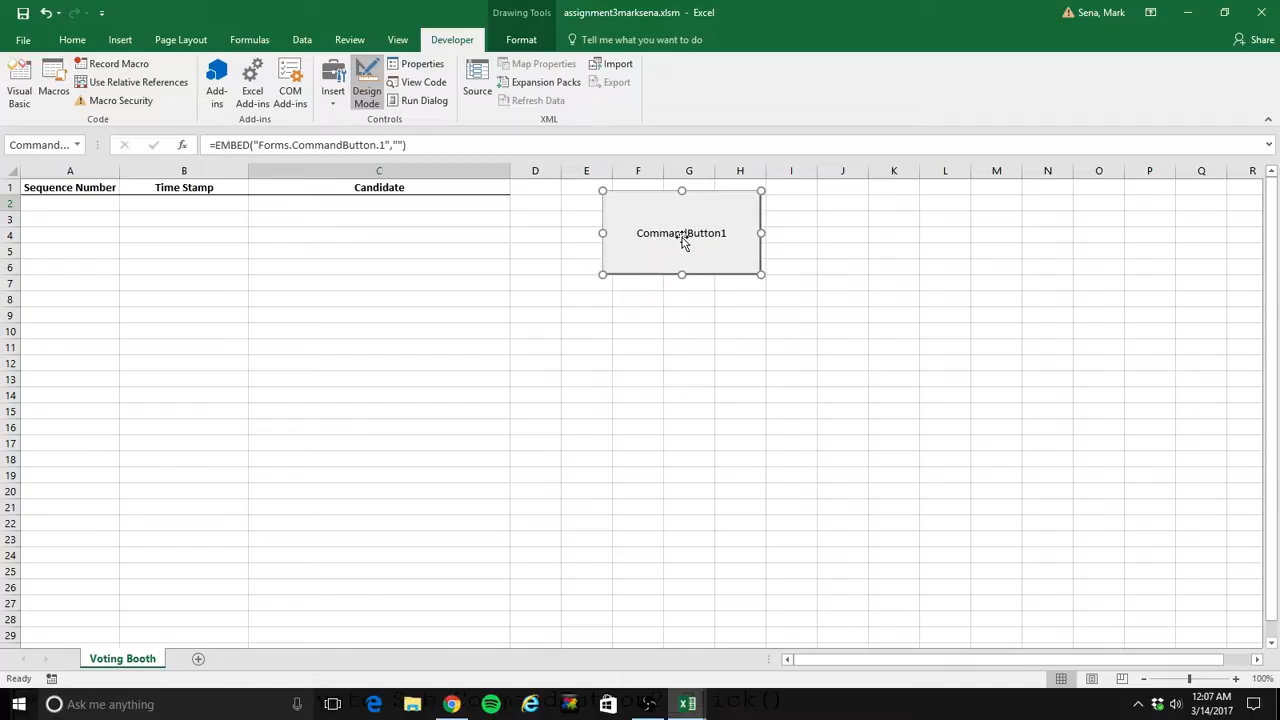 Drawing Tools
assignment3marksena.xlsm - Excel
Sena, Mark
File Home Insert Page Layout Formulas Data Review View Developer Format Tell me what you want to do Share
Visual Basic
Macros
Record Macro
Use Relative References
Macro Security
Code
Add-ins
Excel Add-ins
COM Add-ins
Add-ins
Insert
Design Mode
Properties
View Code
Run Dialog
Controls
Source
Map Properties
Expansion Packs
Refresh Data
Import
Export
XML
Command...
=EMBED("Forms.CommandButton.1","")
A B C D E F G H I J K L M N O P Q R
1 Sequence Number Time Stamp Candidate
2
3
4
5
6
7
8
9
10
11
12
13
14
15
16
17
18
19
20
21
22
23
24
25
26
27
28
29
CommandButton1
Voting Booth
Ready
100%
Ask me anything
12:07 AM
3/14/2017